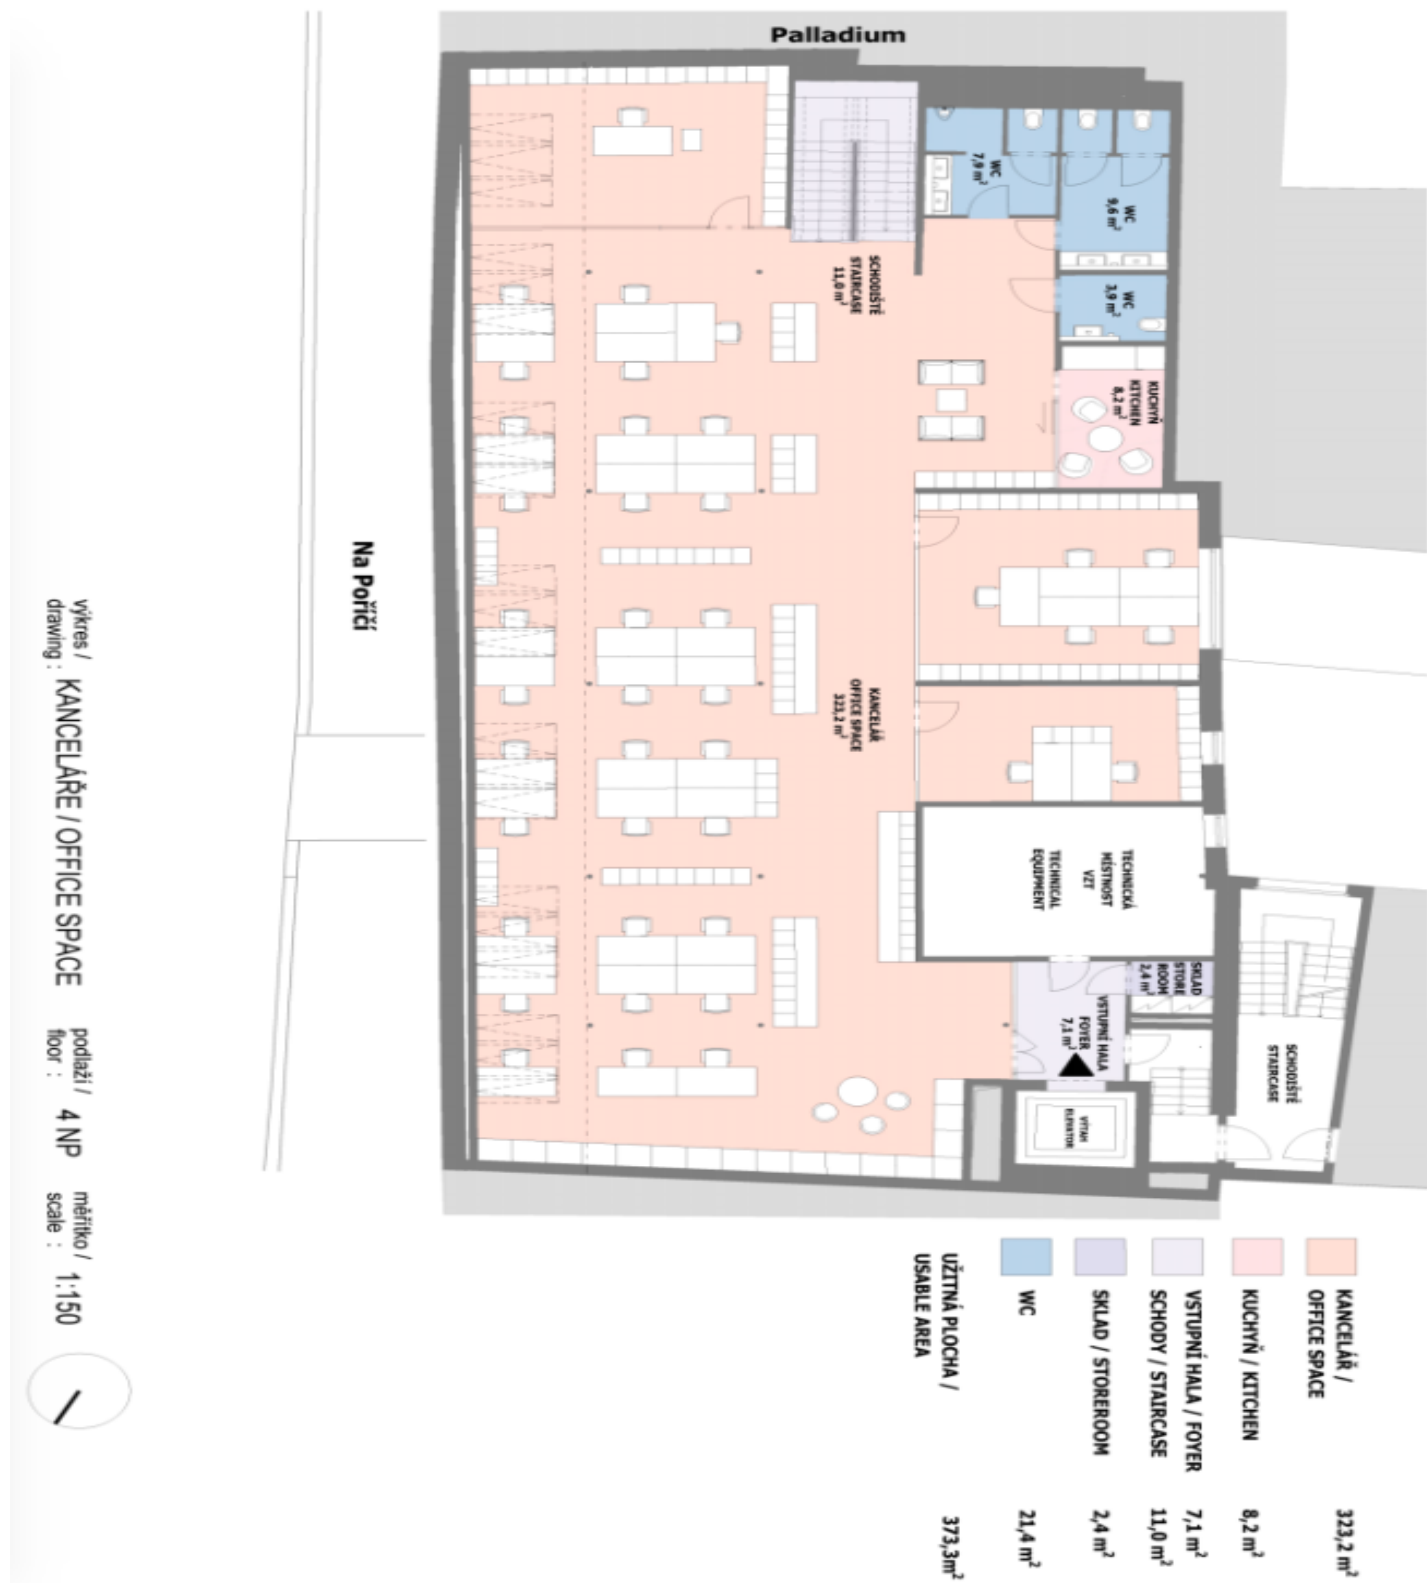 Palladium
WC
7,9 m²
WC
9,6 m²
WC
3,9 m²
SCHODIŠTĚ
STAIRCASE
11,0 m²
KUCHYŇ
KITCHEN
8,2 m²
Na Poříčí
KANCELÁŘ
OFFICE SPACE
323,2 m²
TECHNICKÁ
MÍSTNOST
VZT
TECHNICAL
EQUIPMENT
SKLAD
STORE
ROOM
2,4 m²
VSTUPNÍ HALA
FOYER
7,1 m²
SCHODIŠTĚ
STAIRCASE
VÝTAH
ELEVATOR
KANCELÁŘ /
OFFICE SPACE 323,2 m²
KUCHYŇ / KITCHEN 8,2 m²
VSTUPNÍ HALA / FOYER 7,1 m²
SCHODY / STAIRCASE 11,0 m²
SKLAD / STOREROOM 2,4 m²
WC 21,4 m²
UŽITNÁ PLOCHA / 373,3m²
USABLE AREA
výkres / podlaží / měřítko /
drawing : KANCELÁŘE / OFFICE SPACE floor : 4 NP scale : 1:150